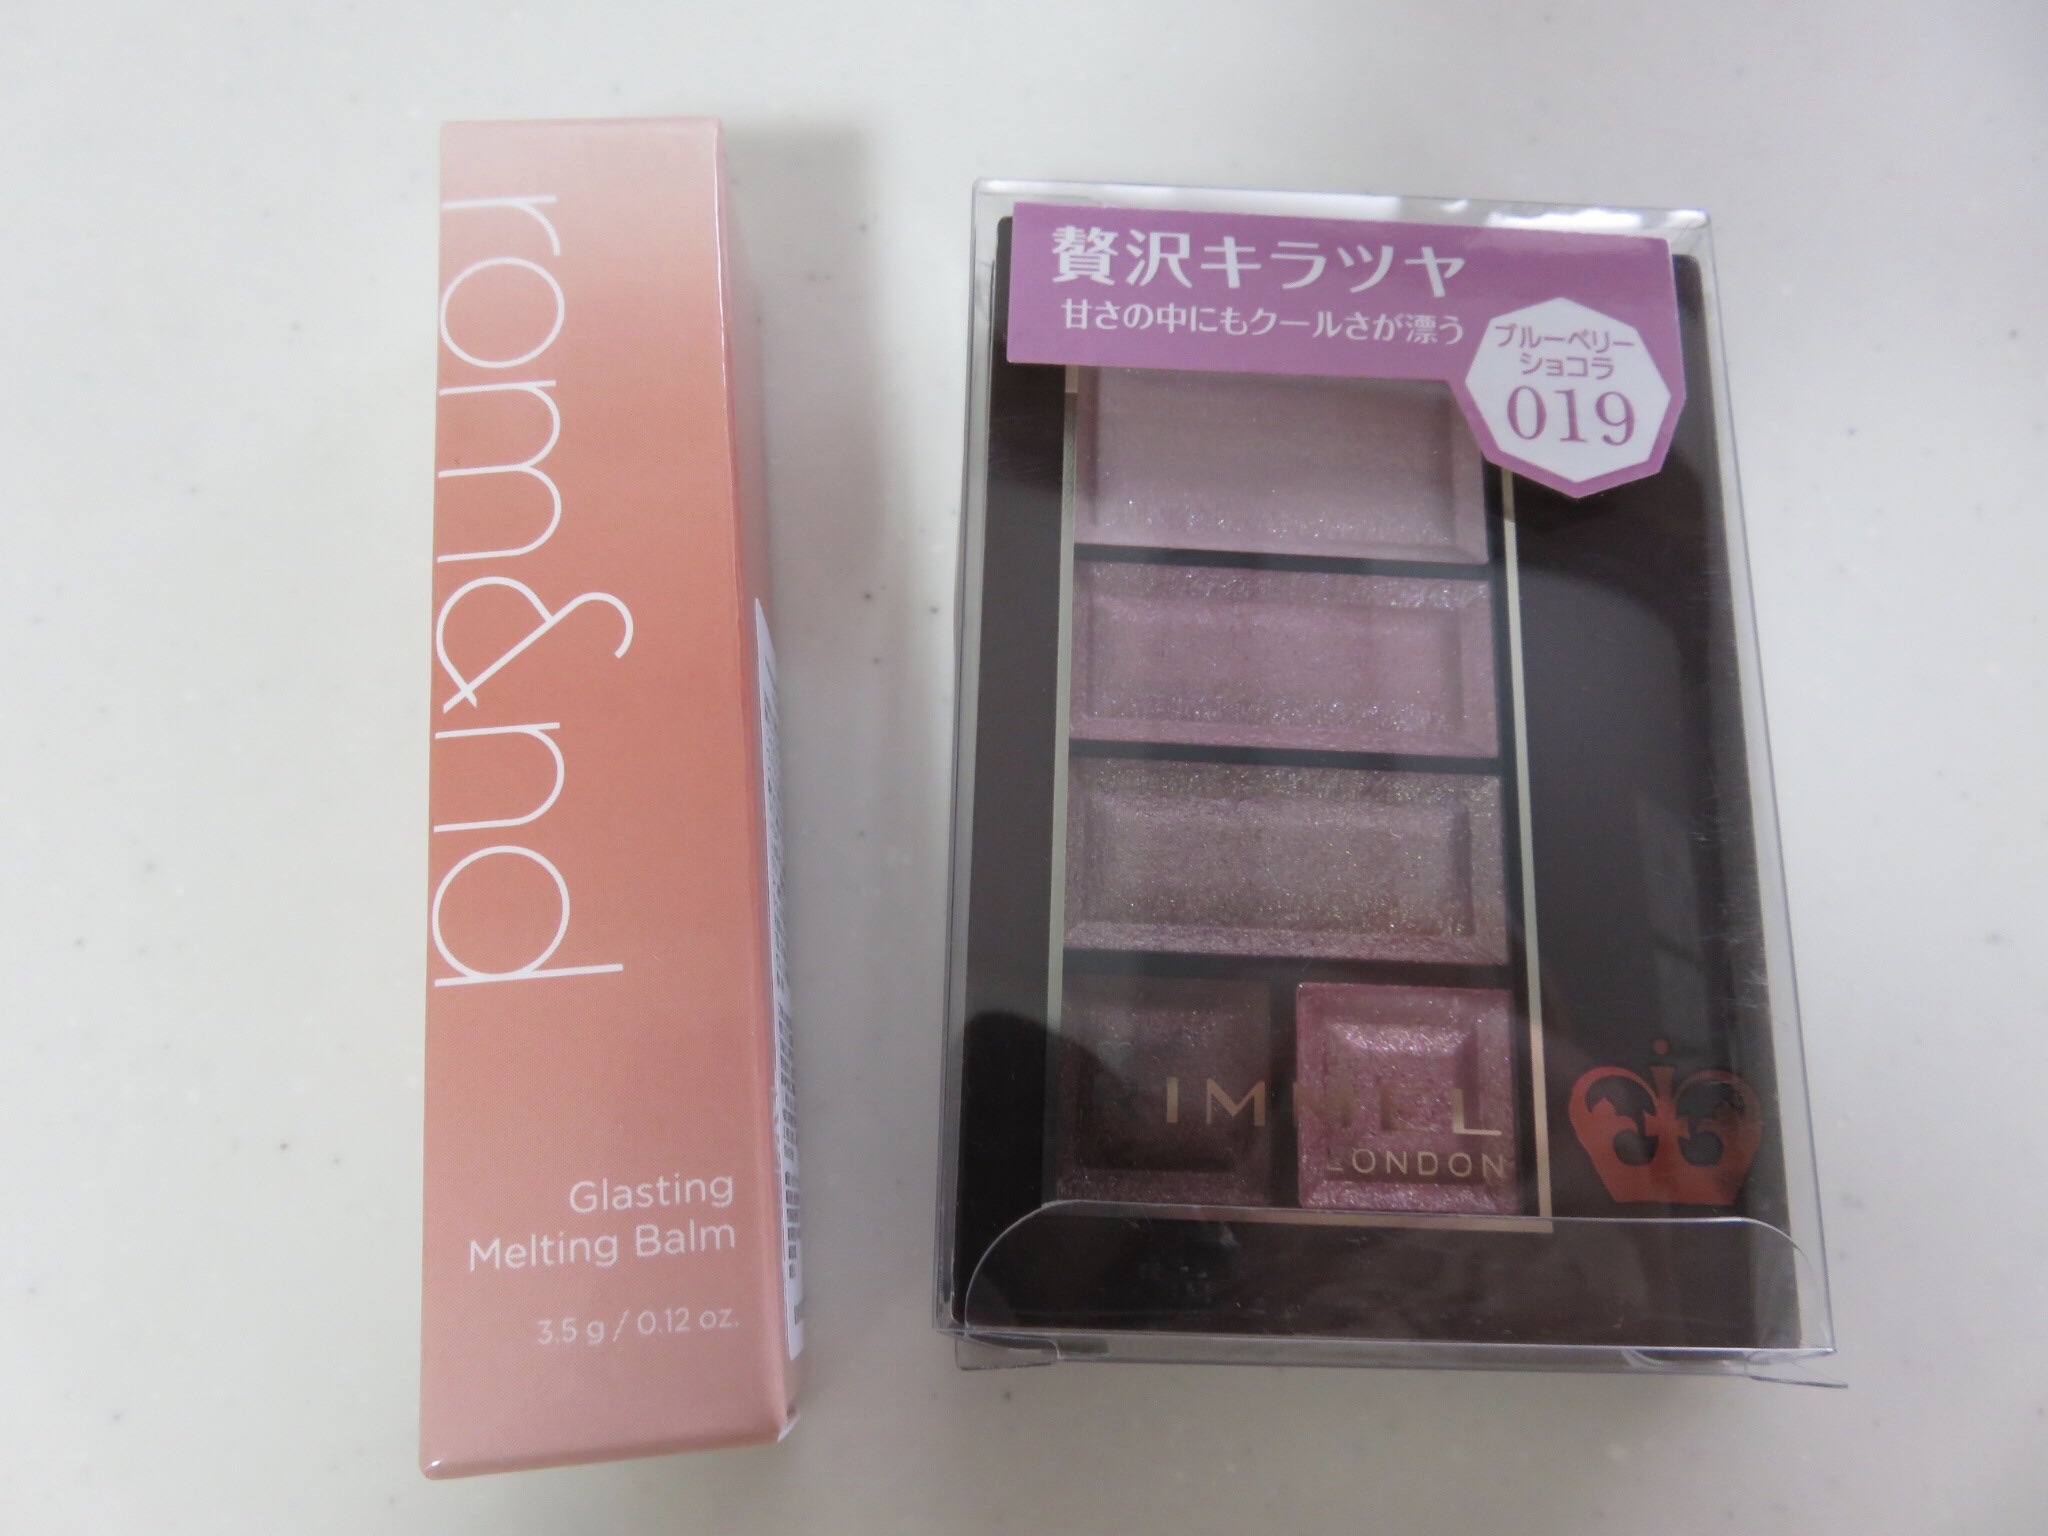 rom&nd
Glasting
Melting Balm
3.5 g / 0.12 oz.
贅沢キラツヤ
甘さの中にもクールさが漂う
ブルーベリー
ショコラ
019
IMMEL
LONDON